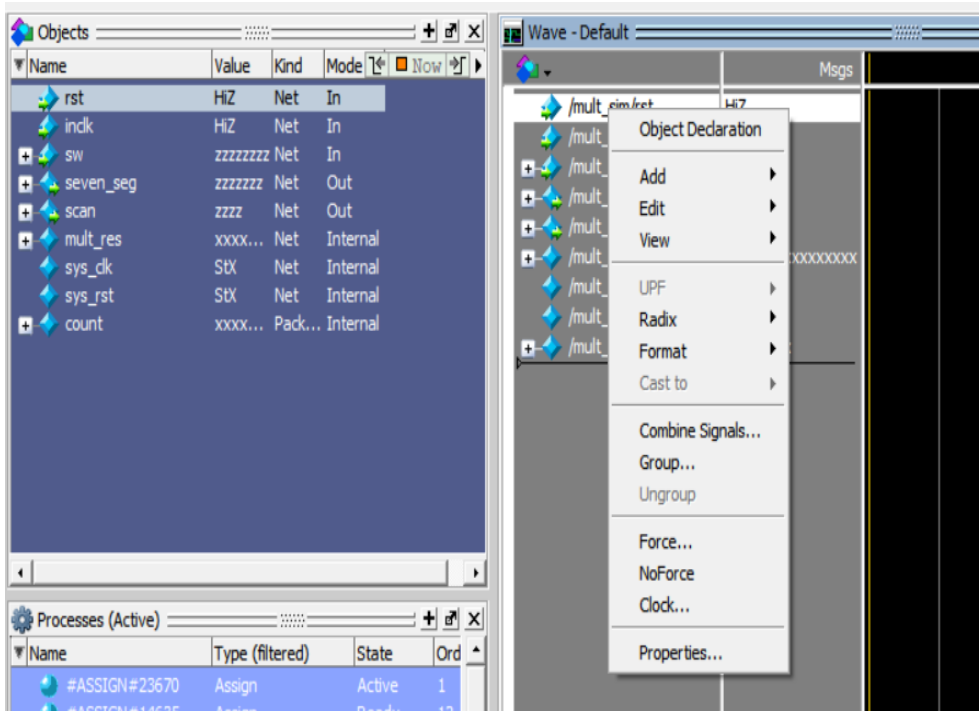 Objects
Name Value Kind Mode Now
rst HiZ Net In
inclk HiZ Net In
sw zzzzzzzz Net In
seven_seg zzzzzzz Net Out
scan zzzz Net Out
mult_res xxxx... Net Internal
sys_clk StX Net Internal
sys_rst StX Net Internal
count xxxx... Pack... Internal
Processes (Active)
Name Type (filtered) State Ord
#ASSIGN#23670 Assign Active 1
Wave - Default
Msgs
/mult_sim/rst HiZ
/mult_
/mult_
/mult_
/mult_
/mult_ xxxxxxxxx
/mult_
/mult_
/mult_
Object Declaration
Add
Edit
View
UPF
Radix
Format
Cast to
Combine Signals...
Group...
Ungroup
Force...
NoForce
Clock...
Properties...